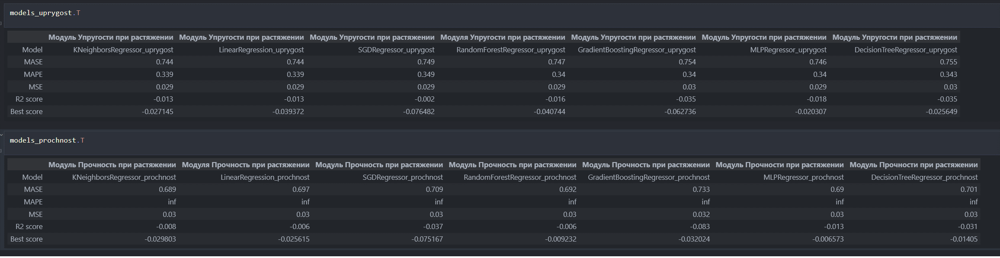 models_uprygost.T
Модуль Упругости при растяжении Модуль Упругости при растяжении Модуль Упругости при растяжении Модуля Упругости при растяжении Модуль Упругости при растяжении Модуль Упругости при растяжении Модуль Упругости при растяжении
Model KNeighborsRegressor_uprygost LinearRegression_uprygost SGDRegressor_uprygost RandomForestRegressor_uprygost GradientBoostingRegressor_uprygost MLPRegressor_uprygost DecisionTreeRegressor_uprygost
MASE 0.744 0.744 0.749 0.747 0.754 0.746 0.755
MAPE 0.339 0.339 0.349 0.34 0.34 0.34 0.343
MSE 0.029 0.029 0.029 0.029 0.03 0.029 0.03
R2 score -0.013 -0.013 -0.002 -0.016 -0.035 -0.018 -0.035
Best score -0.027145 -0.039372 -0.076482 -0.040744 -0.062736 -0.020307 -0.025649
models_prochnost.T
Модуль Прочность при растяжении Модуля Прочность при растяжении Модуль Прочность при растяжении Модуль Прочность при растяжении Модуль Прочность при растяжении Модуль Прочности при растяжении Модуль Прочности при растяжении
Model KNeighborsRegressor_prochnost LinearRegression_prochnost SGDRegressor_prochnost RandomForestRegressor_prochnost GradientBoostingRegressor_prochnost MLPRegressor_prochnost DecisionTreeRegressor_prochnost
MASE 0.689 0.697 0.709 0.692 0.733 0.69 0.701
MAPE inf inf inf inf inf inf inf
MSE 0.03 0.03 0.03 0.03 0.032 0.03 0.03
R2 score -0.008 -0.006 -0.037 -0.006 -0.083 -0.013 -0.031
Best score -0.029803 -0.025615 -0.075167 -0.009232 -0.032024 -0.006573 -0.01405